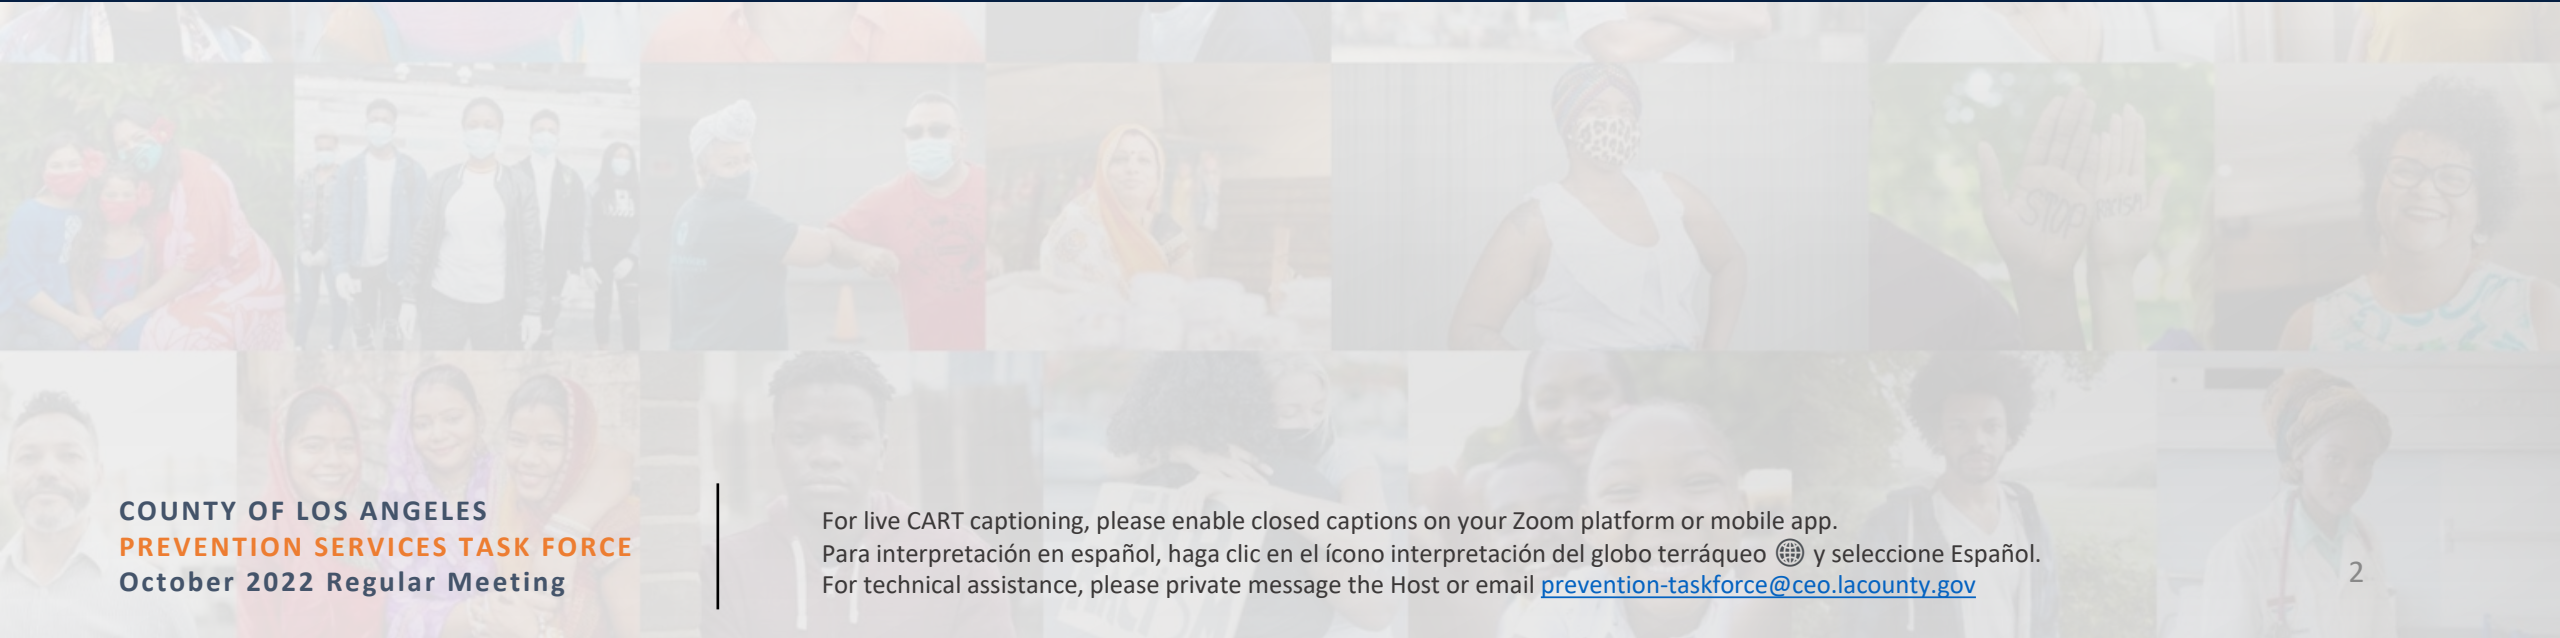 STOP
racism
COUNTY OF LOS ANGELES
PREVENTION SERVICES TASK FORCE
October 2022 Regular Meeting
For live CART captioning, please enable closed captions on your Zoom platform or mobile app.
Para interpretación en español, haga clic en el ícono interpretación del globo terráqueo y seleccione Español.
For technical assistance, please private message the Host or email prevention-taskforce@ceo.lacounty.gov
2